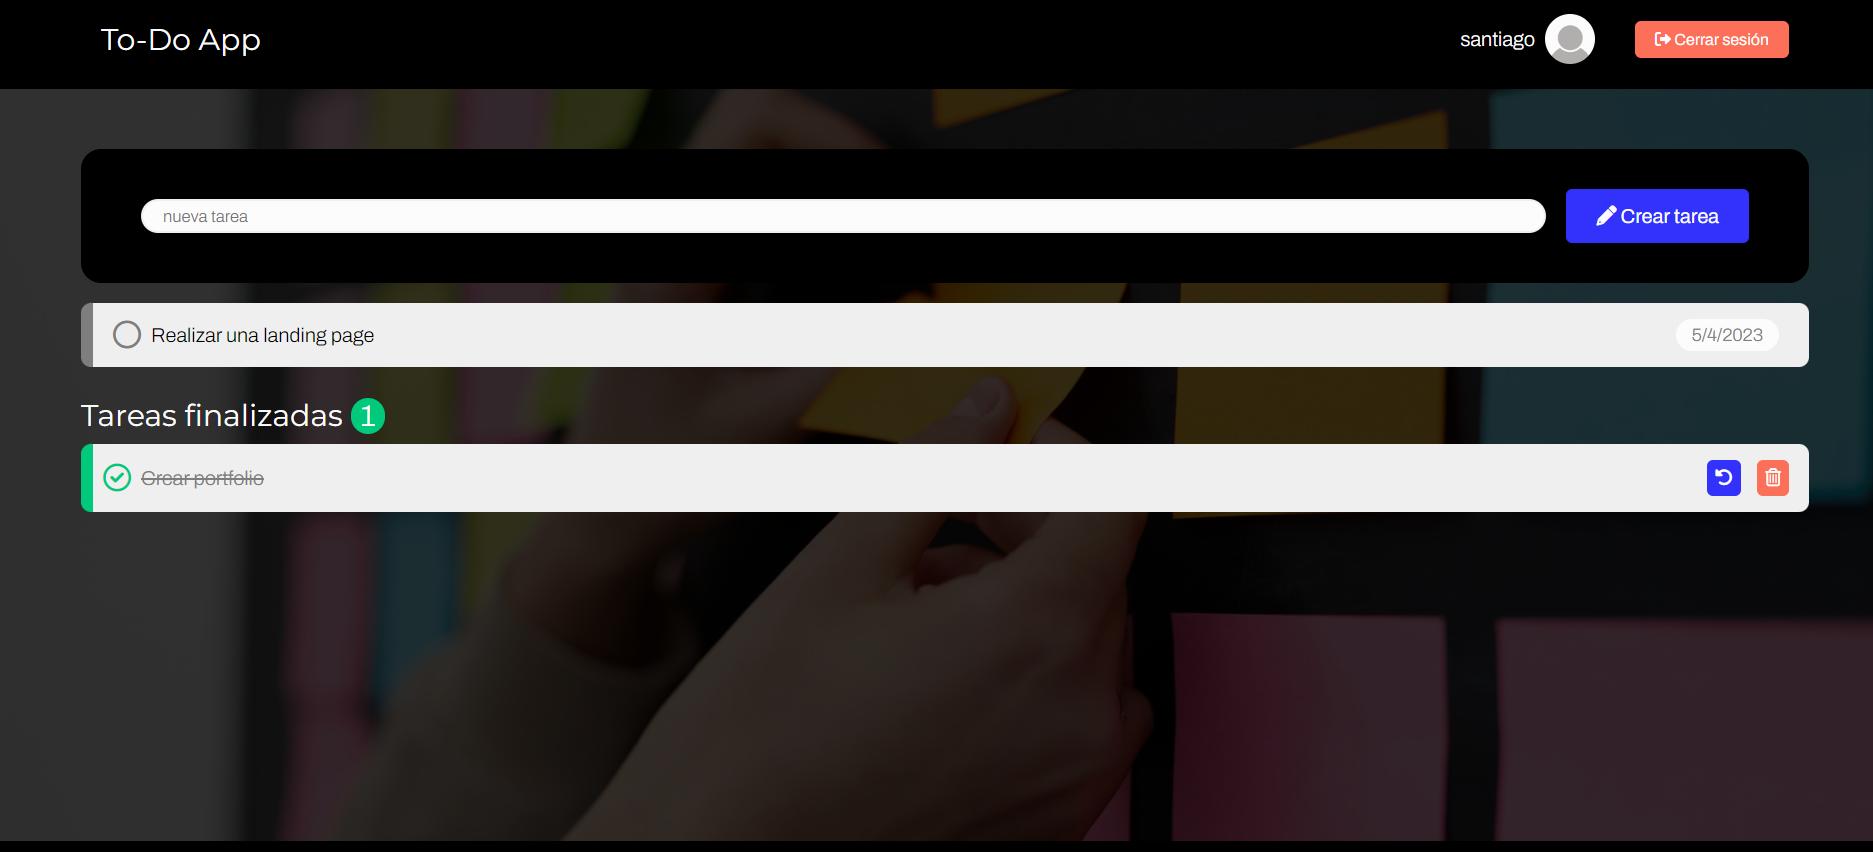 To-Do App
santiago
Cerrar sesión
nueva tarea
Crear tarea
Realizar una landing page
5/4/2023
Tareas finalizadas 1
Crear portfolio